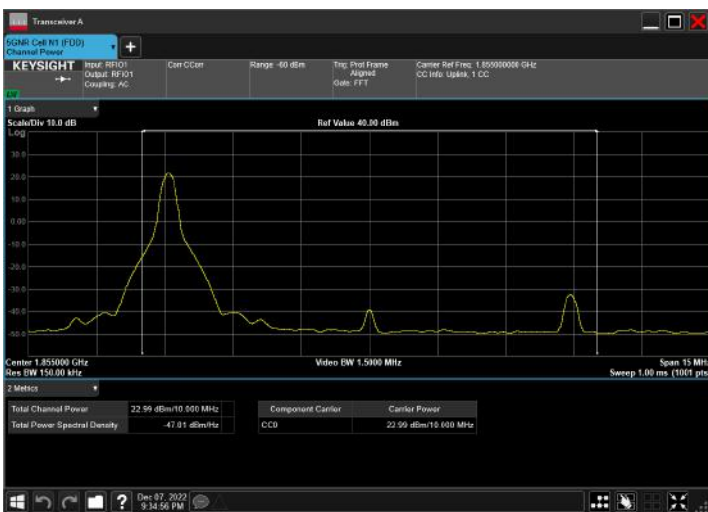 Transceiver A
5GNR Cell N1 (FDD)
Channel Power
KEYSIGHT
Input: RFIO1
Output: RFIO1
Coupling: AC
Corr CCorr
Range: -60 dBm
Trig: Prot Frame
Aligned
Gate: FFT
Carrier Ref Freq: 1.855000000 GHz
CC Info: Uplink, 1 CC
1 Graph
Scale/Div 10.0 dB
Ref Value 40.00 dBm
Log
30.0
20.0
10.0
0.00
-10.0
-20.0
-30.0
-40.0
-50.0
Center 1.855000 GHz
Video BW 1.5000 MHz
Span 15 MHz
Res BW 150.00 kHz
Sweep 1.00 ms (1001 pts
2 Metrics
Total Channel Power 22.99 dBm/10.000 MHz
Total Power Spectral Density -47.01 dBm/Hz
Component Carrier Carrier Power
CC0 22.99 dBm/10.000 MHz
Dec 07, 2022
9:34:56 PM